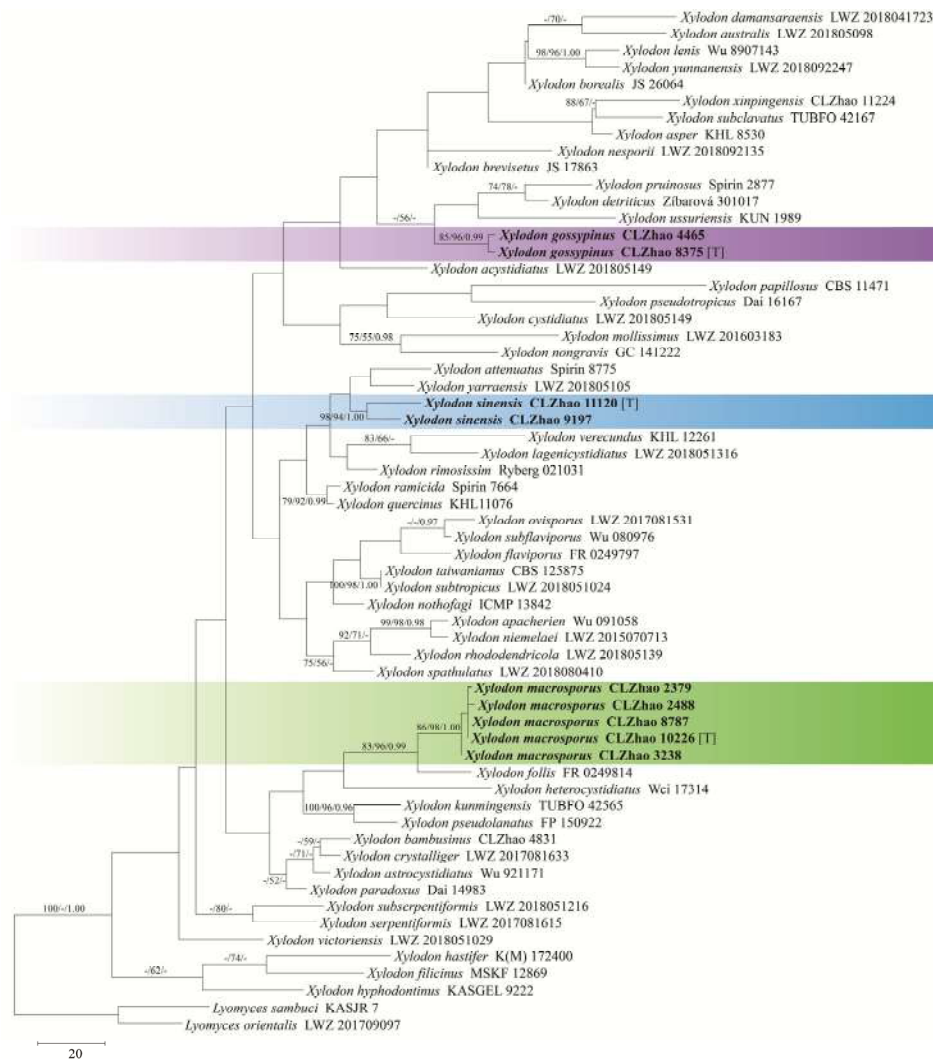 -/70/-
Xylodon damansaraensis LWZ 2018041723
Xylodon australis LWZ 201805098
98/96/1.00
Xylodon lenis Wu 8907143
Xylodon yunnanensis LWZ 2018092247
Xylodon borealis JS 26064
88/67/-
Xylodon xinpingensis CLZhao 11224
Xylodon subclavatus TUBFO 42167
Xylodon asper KHL 8530
Xylodon nesporii LWZ 2018092135
Xylodon brevisetus JS 17863
74/78/-
Xylodon pruinosus Spirin 2877
Xylodon detriticus Zíbarová 301017
-/56/-
Xylodon ussuriensis KUN 1989
85/96/0.99
Xylodon gossypinus CLZhao 4465
Xylodon gossypinus CLZhao 8375 [T]
Xylodon acystidiatus LWZ 201805149
Xylodon papillosus CBS 11471
Xylodon pseudotropicus Dai 16167
Xylodon cystidiatus LWZ 201805149
75/55/0.98
Xylodon mollissimus LWZ 201603183
Xylodon nongravis GC 141222
Xylodon attenuatus Spirin 8775
Xylodon yarraensis LWZ 201805105
Xylodon sinensis CLZhao 11120 [T]
98/94/1.00
Xylodon sinensis CLZhao 9197
83/66/-
Xylodon verecundus KHL 12261
Xylodon lagenicystidiatus LWZ 2018051316
Xylodon rimosissim Ryberg 021031
Xylodon ramicida Spirin 7664
79/92/0.99
Xylodon quercinus KHL11076
-/-/0.97
Xylodon ovisporus LWZ 2017081531
Xylodon subflaviporus Wu 080976
Xylodon flaviporus FR 0249797
Xylodon taiwanianus CBS 125875
100/98/1.00
Xylodon subtropicus LWZ 2018051024
Xylodon nothofagi ICMP 13842
99/98/0.98
Xylodon apacherien Wu 091058
92/71/-
Xylodon niemelaei LWZ 2015070713
Xylodon rhododendricola LWZ 201805139
75/56/-
Xylodon spathulatus LWZ 2018080410
Xylodon macrosporus CLZhao 2379
Xylodon macrosporus CLZhao 2488
86/98/1.00
Xylodon macrosporus CLZhao 8787
Xylodon macrosporus CLZhao 10226 [T]
83/96/0.99
Xylodon macrosporus CLZhao 3238
Xylodon follis FR 0249814
Xylodon heterocystidiatus Wci 17314
100/96/0.96
Xylodon kunmingensis TUBFO 42565
Xylodon pseudolanatus FP 150922
-/59/-
Xylodon bambusinus CLZhao 4831
-/71/-
Xylodon crystalliger LWZ 2017081633
Xylodon astrocystidiatus Wu 921171
-/52/-
Xylodon paradoxus Dai 14983
-/80/-
Xylodon subserpentiformis LWZ 2018051216
100/-/1.00
Xylodon serpentiformis LWZ 2017081615
Xylodon victoriensis LWZ 2018051029
-/74/-
Xylodon hastifer K(M) 172400
-/62/-
Xylodon filicinus MSKF 12869
Xylodon hyphodontinus KASGEL 9222
Lyomyces sambuci KASJR 7
Lyomyces orientalis LWZ 201709097
20